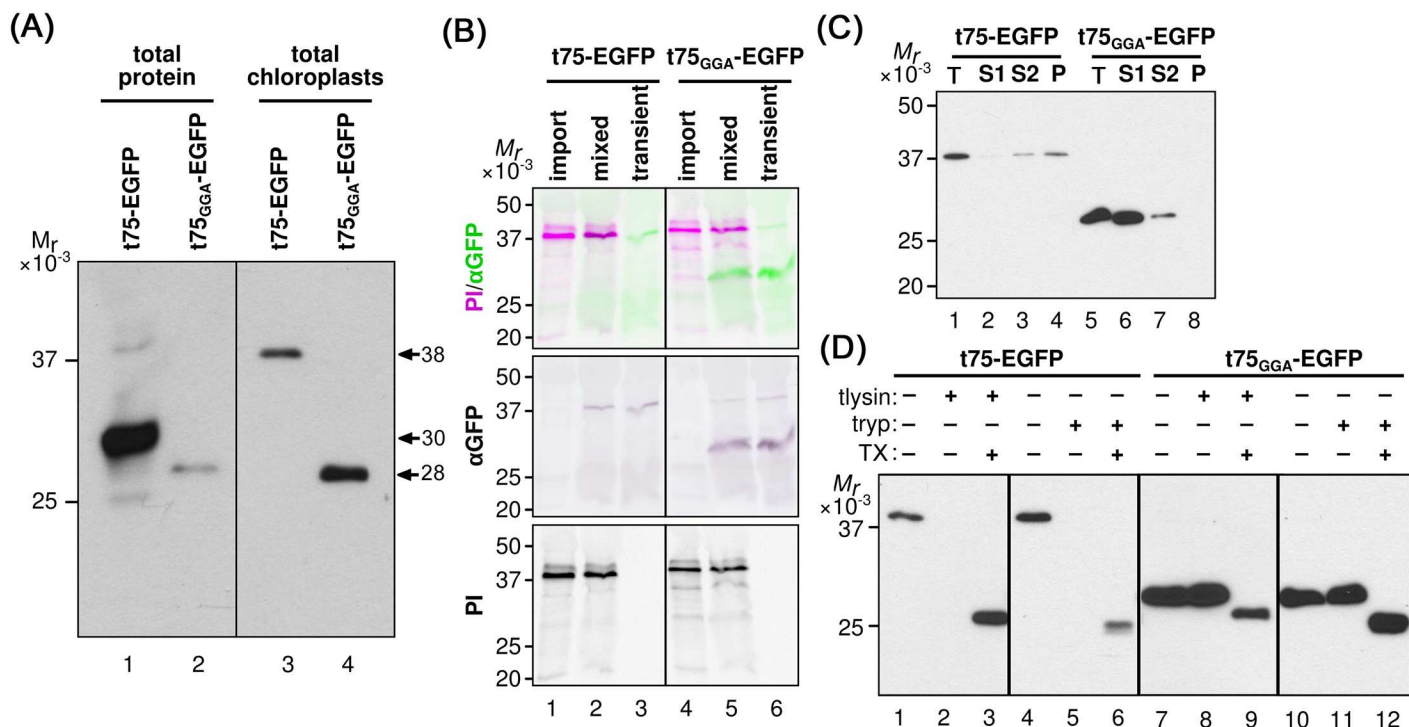 (A)
total protein
total chloroplasts
t75-EGFP
t75GGA-EGFP
t75-EGFP
t75GGA-EGFP
Mr
×10-3
37
25
38
30
28
1 2 3 4
(B)
t75-EGFP t75GGA-EGFP
import mixed transient import mixed transient
Mr
×10-3
PI/αGFP
50
37
25
20
αGFP
50
37
25
20
PI
50
37
25
20
1 2 3 4 5 6
(C)
t75-EGFP t75GGA-EGFP
Mr
×10-3
T S1 S2 P T S1 S2 P
50
37
25
20
1 2 3 4 5 6 7 8
(D)
t75-EGFP t75GGA-EGFP
tlysin: − + + − − − − + + − − −
tryp: − − − − + + − − − − + +
TX: − − + − − + − − + − − +
Mr
×10-3
37
25
1 2 3 4 5 6 7 8 9 10 11 12